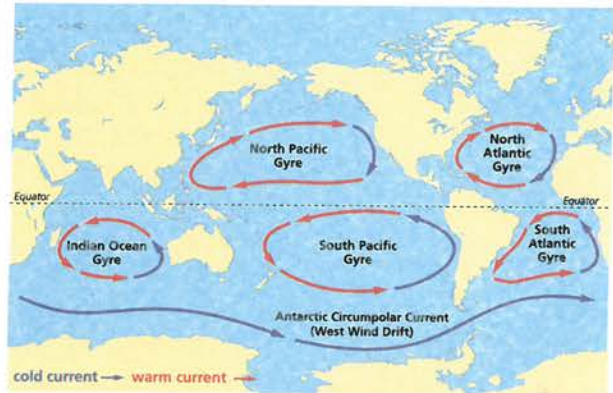 North Pacific
Gyre
North
Atlantic
Gyre
Equator
Equator
Indian Ocean
Gyre
South Pacific
Gyre
South
Atlantic
Gyre
Antarctic Circumpolar Current
(West Wind Drift)
cold current warm current